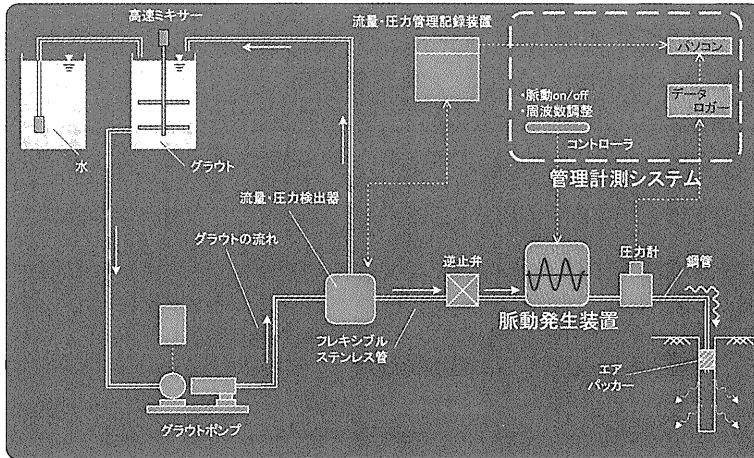 高速ミキサー
流量・圧力管理記録装置
パソコン
・脈動on/off
・周波数調整
データ
ロガー
コントローラ
水
グラウト
管理計測システム
流量・圧力検出器
グラウトの流れ
逆止弁
圧力計
鋼管
脈動発生装置
フレキシブル
ステンレス管
エア
パッカー
グラウトポンプ